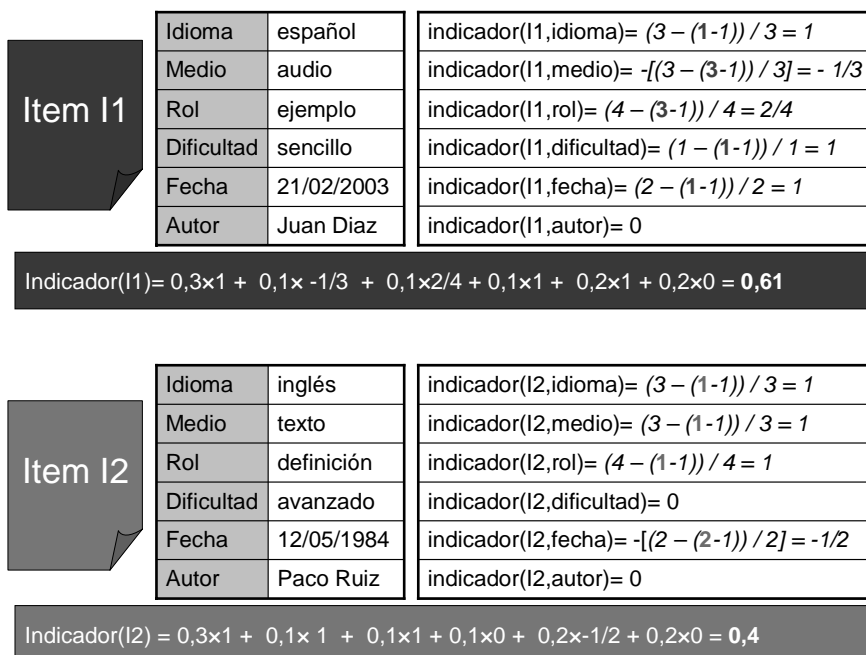 Item I1
Idioma español indicador(I1,idioma)= (3 – (1-1)) / 3 = 1
Medio audio indicador(I1,medio)= -[(3 – (3-1)) / 3] = - 1/3
Rol ejemplo indicador(I1,rol)= (4 – (3-1)) / 4 = 2/4
Dificultad sencillo indicador(I1,dificultad)= (1 – (1-1)) / 1 = 1
Fecha 21/02/2003 indicador(I1,fecha)= (2 – (1-1)) / 2 = 1
Autor Juan Diaz indicador(I1,autor)= 0
Indicador(I1)= 0,3×1 + 0,1× -1/3 + 0,1×2/4 + 0,1×1 + 0,2×1 + 0,2×0 = 0,61
Item I2
Idioma inglés indicador(I2,idioma)= (3 – (1-1)) / 3 = 1
Medio texto indicador(I2,medio)= (3 – (1-1)) / 3 = 1
Rol definición indicador(I2,rol)= (4 – (1-1)) / 4 = 1
Dificultad avanzado indicador(I2,dificultad)= 0
Fecha 12/05/1984 indicador(I2,fecha)= -[(2 – (2-1)) / 2] = -1/2
Autor Paco Ruiz indicador(I2,autor)= 0
Indicador(I2) = 0,3×1 + 0,1× 1 + 0,1×1 + 0,1×0 + 0,2×-1/2 + 0,2×0 = 0,4